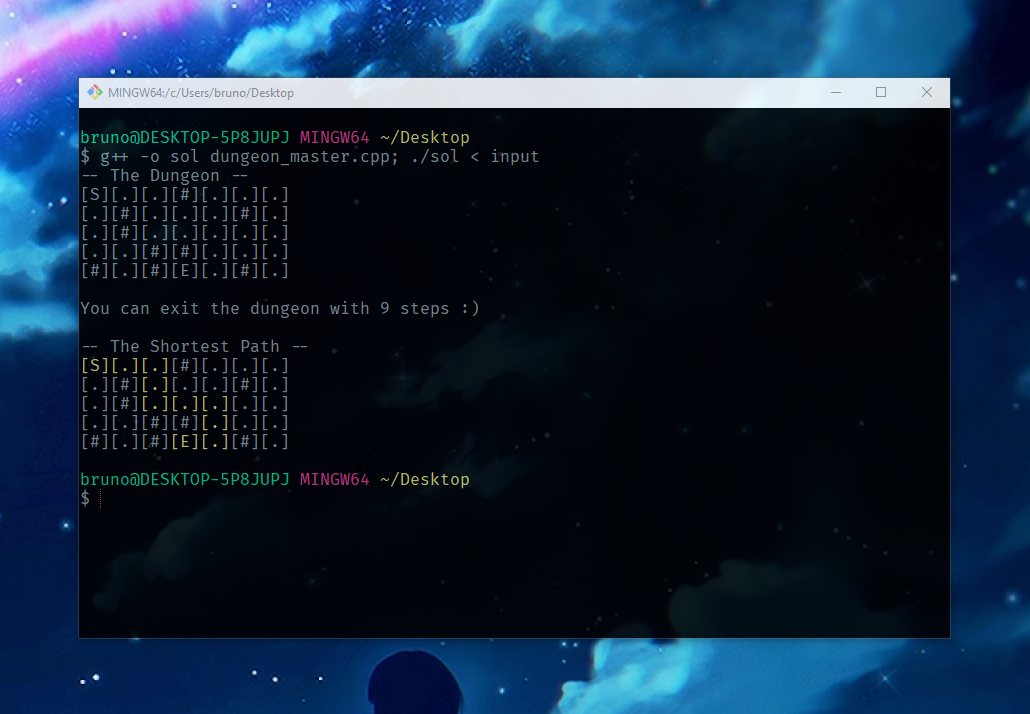 MINGW64:/c/Users/bruno/Desktop
bruno@DESKTOP-5P8JUPJ MINGW64 ~/Desktop
$ g++ -o sol dungeon_master.cpp; ./sol < input
-- The Dungeon --
[S][.][.][#][.][.][.]
[.][#][.][.][.][#][.]
[.][#][.][.][.][.][.]
[.][.][#][#][.][.][.]
[#][.][#][E][.][#][.]
You can exit the dungeon with 9 steps :)
-- The Shortest Path --
[S][.][.][#][.][.][.]
[.][#][.][.][.][#][.]
[.][#][.][.][.][.][.]
[.][.][#][#][.][.][.]
[#][.][#][E][.][#][.]
bruno@DESKTOP-5P8JUPJ MINGW64 ~/Desktop
$